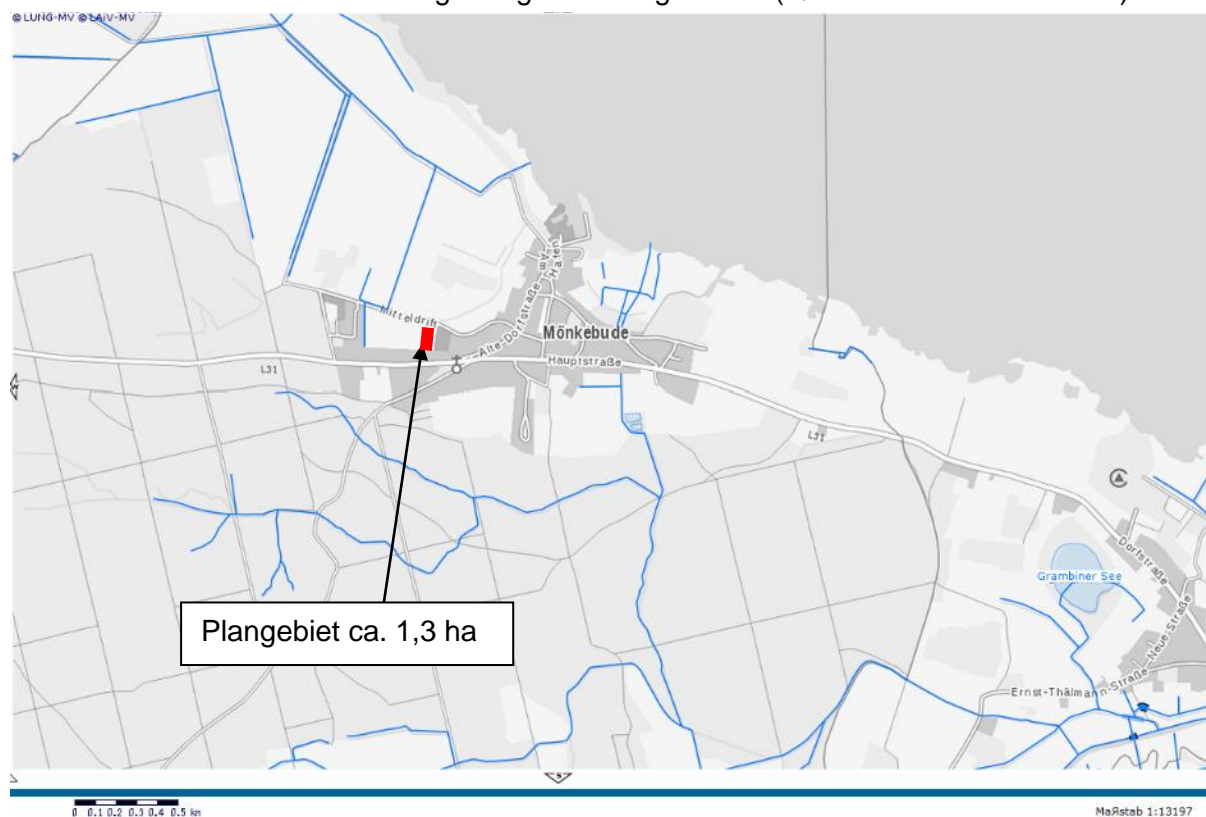 © LUNG-MV © LAiV-MV
Mitteldrift
Am Hafen
Alte-Dorfstraße
Mönkebude
Hauptstraße
L31
L31
Dorfstraße
Grambiner See
Neue-Straße
Ernst-Thälmann-Straße
Plangebiet ca. 1,3 ha
S
0 0.1 0.2 0.3 0.4 0.5 km
Maßstab 1:13197